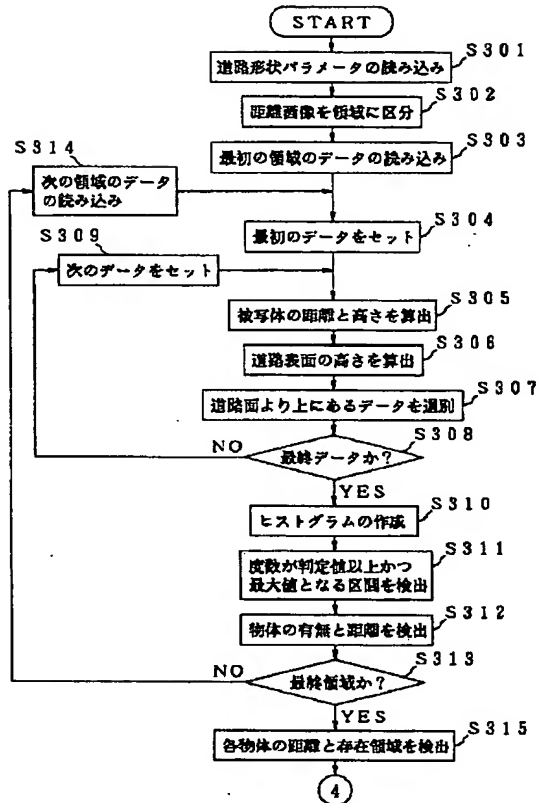 START
S301
道路形状パラメータの読み込み
S302
距離画像を領域に区分
S303
最初の領域のデータの読み込み
S314
次の領域のデータ
の読み込み
S304
最初のデータをセット
S309
次のデータをセット
S305
被写体の距離と高さを算出
S306
道路表面の高さを算出
S307
道路面より上にあるデータを選別
S308
最終データか?
NO
YES
S310
ヒストグラムの作成
S311
度数が判定値以上かつ
最大値となる区間を検出
S312
物体の有無と距離を検出
S313
最終領域か?
NO
YES
S315
各物体の距離と存在領域を検出
4